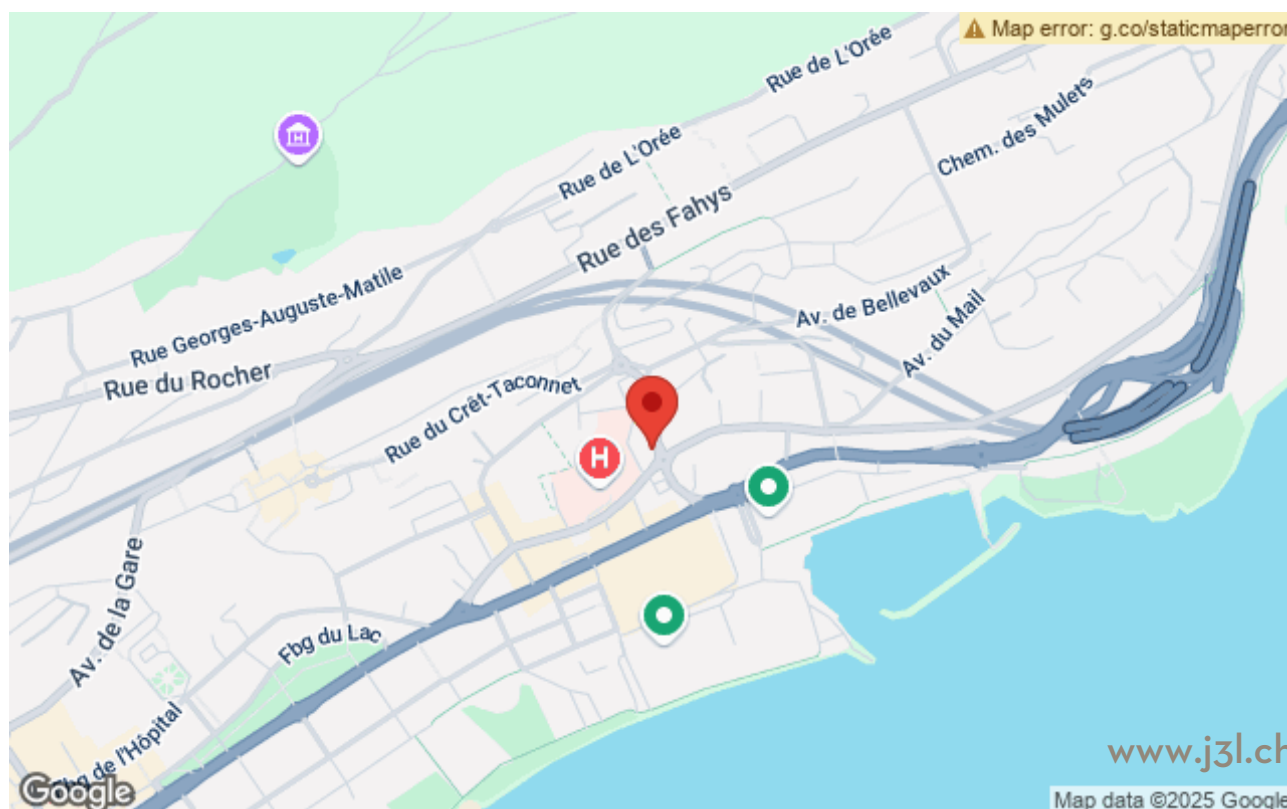 Map error: g.co/staticmaperror
Rue de L'Orée
Chem. des Mulets
Rue de L'Orée
Rue des Fahys
Rue Georges-Auguste-Matile
Av. de Bellevaux
Av. du Mail
Rue du Rocher
Rue du Crêt-Taconnet
H
Av. de la Gare
Fbg du Lac
Fbg de l'Hôpital
www.j3l.ch
Google
Map data ©2025 Google